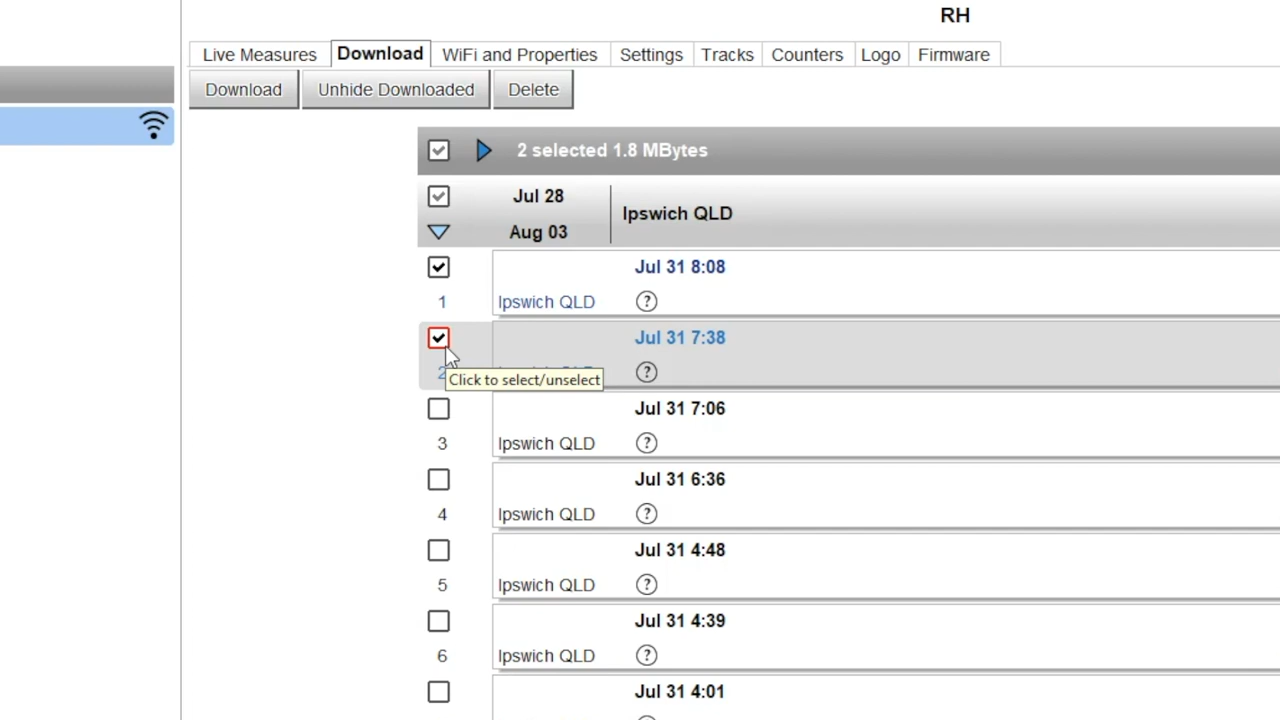 RH
Live Measures Download WiFi and Properties Settings Tracks Counters Logo Firmware
Download Unhide Downloaded Delete
2 selected 1.8 MBytes
Jul 28
Ipswich QLD
Aug 03
Jul 31 8:08
1 Ipswich QLD ?
Jul 31 7:38
2 ?
Click to select/unselect
Jul 31 7:06
3 Ipswich QLD ?
Jul 31 6:36
4 Ipswich QLD ?
Jul 31 4:48
5 Ipswich QLD ?
Jul 31 4:39
6 Ipswich QLD ?
Jul 31 4:01